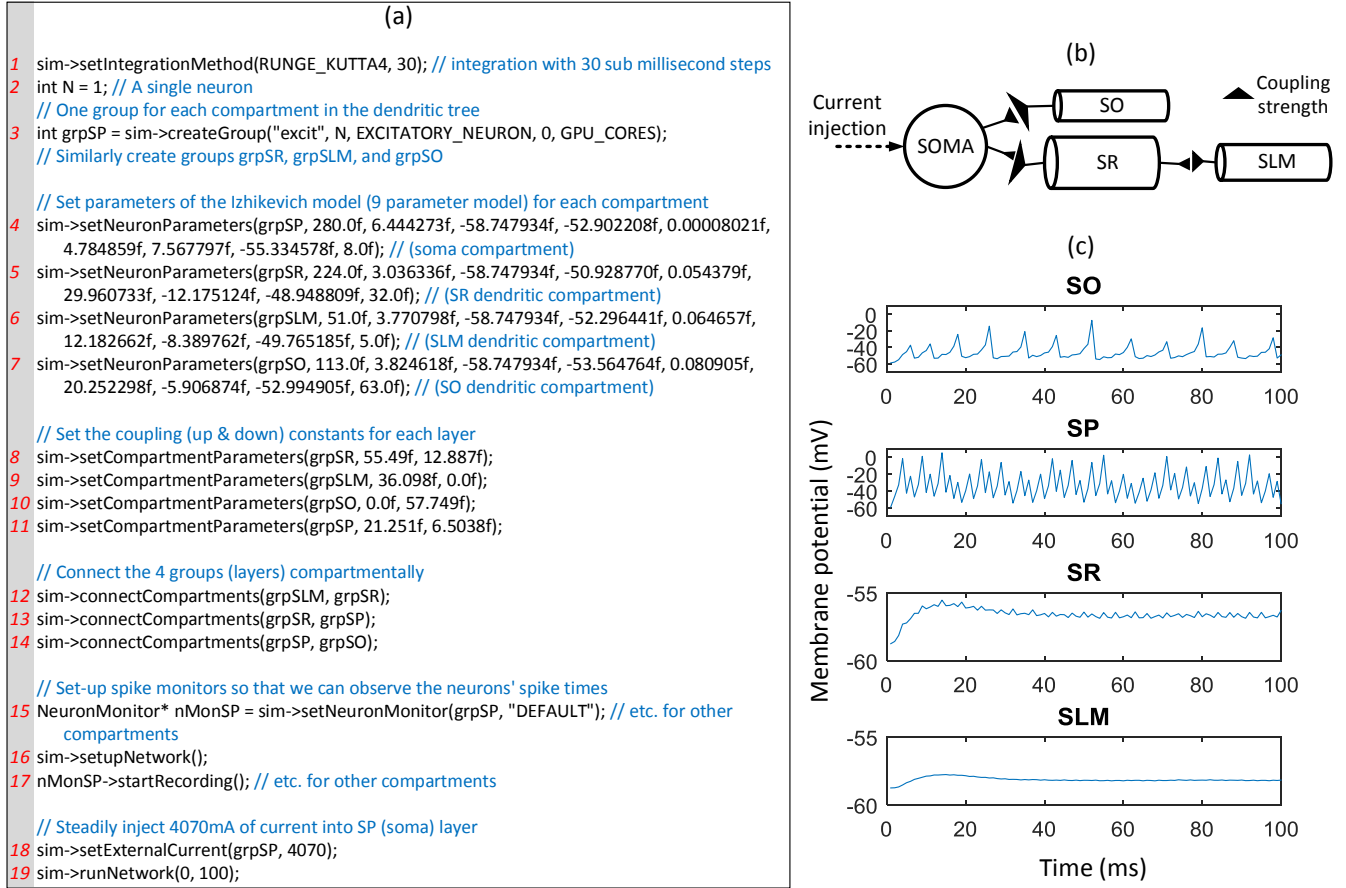 (a)
1 sim->setIntegrationMethod(RUNGE_KUTTA4, 30); // integration with 30 sub millisecond steps
2 int N = 1; // A single neuron
// One group for each compartment in the dendritic tree
3 int grpSP = sim->createGroup("excit", N, EXCITATORY_NEURON, 0, GPU_CORES);
// Similarly create groups grpSR, grpSLM, and grpSO
// Set parameters of the Izhikevich model (9 parameter model) for each compartment
4 sim->setNeuronParameters(grpSP, 280.0f, 6.444273f, -58.747934f, -52.902208f, 0.00008021f,
4.784859f, 7.567797f, -55.334578f, 8.0f); // (soma compartment)
5 sim->setNeuronParameters(grpSR, 224.0f, 3.036336f, -58.747934f, -50.928770f, 0.054379f,
29.960733f, -12.175124f, -48.948809f, 32.0f); // (SR dendritic compartment)
6 sim->setNeuronParameters(grpSLM, 51.0f, 3.770798f, -58.747934f, -52.296441f, 0.064657f,
12.182662f, -8.389762f, -49.765185f, 5.0f); // (SLM dendritic compartment)
7 sim->setNeuronParameters(grpSO, 113.0f, 3.824618f, -58.747934f, -53.564764f, 0.080905f,
20.252298f, -5.906874f, -52.994905f, 63.0f); // (SO dendritic compartment)
// Set the coupling (up & down) constants for each layer
8 sim->setCompartmentParameters(grpSR, 55.49f, 12.887f);
9 sim->setCompartmentParameters(grpSLM, 36.098f, 0.0f);
10 sim->setCompartmentParameters(grpSO, 0.0f, 57.749f);
11 sim->setCompartmentParameters(grpSP, 21.251f, 6.5038f);
// Connect the 4 groups (layers) compartmentally
12 sim->connectCompartments(grpSLM, grpSR);
13 sim->connectCompartments(grpSR, grpSP);
14 sim->connectCompartments(grpSP, grpSO);
// Set-up spike monitors so that we can observe the neurons' spike times
15 NeuronMonitor* nMonSP = sim->setNeuronMonitor(grpSP, "DEFAULT"); // etc. for other
compartments
16 sim->setupNetwork();
17 nMonSP->startRecording(); // etc. for other compartments
// Steadily inject 4070mA of current into SP (soma) layer
18 sim->setExternalCurrent(grpSP, 4070);
19 sim->runNetwork(0, 100);
(b)
Current
injection
SOMA
SO
SR
SLM
Coupling
strength
(c)
Membrane potential (mV)
SO
0
-20
-40
-60
0 20 40 60 80 100
SP
0
-20
-40
-60
0 20 40 60 80 100
SR
-55
-60
0 20 40 60 80 100
SLM
-55
-60
0 20 40 60 80 100
Time (ms)